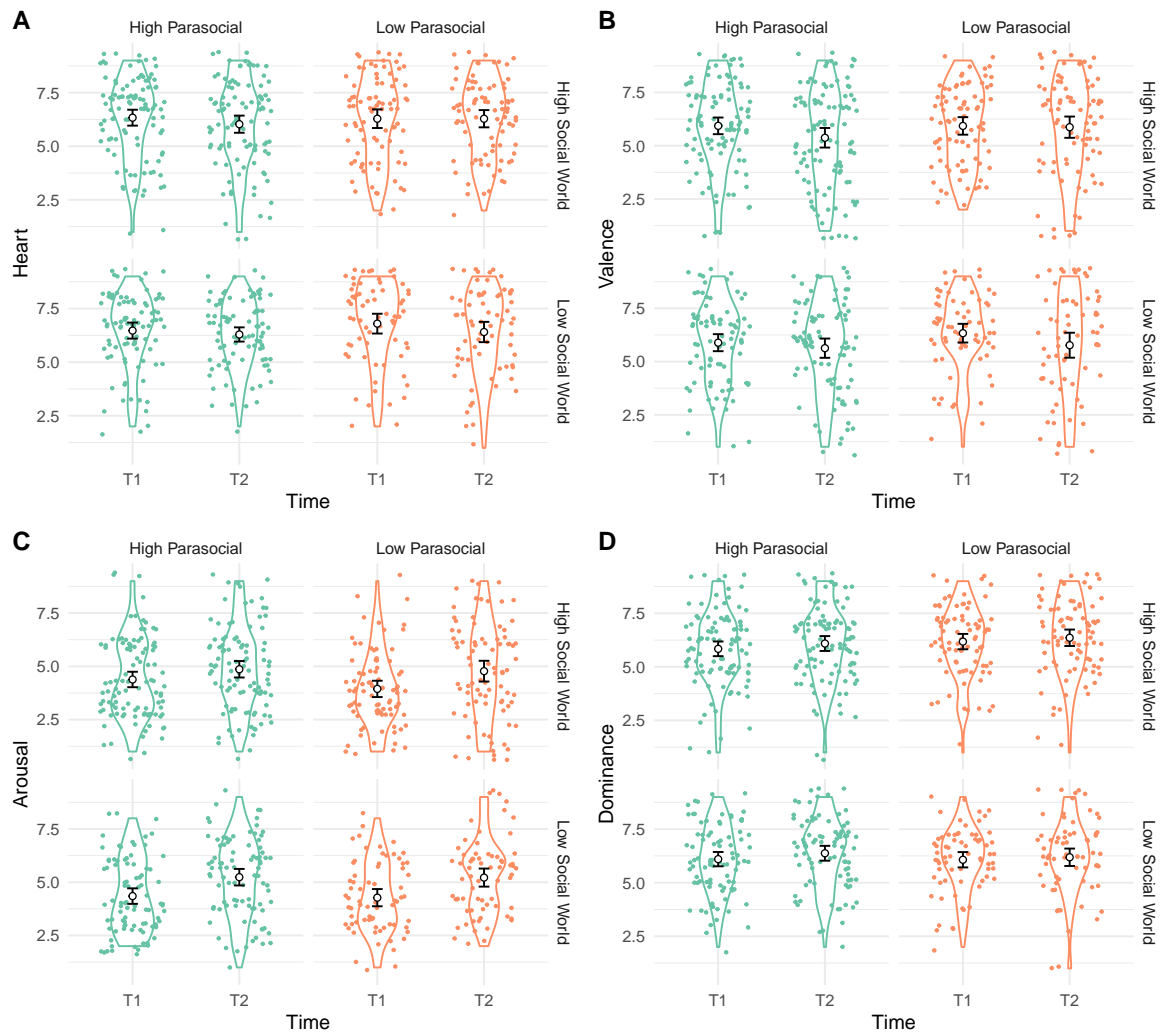 A
High Parasocial Low Parasocial
7.5
5.0
2.5
High Social World
Heart
7.5
5.0
2.5
Low Social World
T1 T2 T1 T2
Time
B
High Parasocial Low Parasocial
7.5
5.0
2.5
High Social World
Valence
7.5
5.0
2.5
Low Social World
T1 T2 T1 T2
Time
C
High Parasocial Low Parasocial
7.5
5.0
2.5
High Social World
Arousal
7.5
5.0
2.5
Low Social World
T1 T2 T1 T2
Time
D
High Parasocial Low Parasocial
7.5
5.0
2.5
High Social World
Dominance
7.5
5.0
2.5
Low Social World
T1 T2 T1 T2
Time